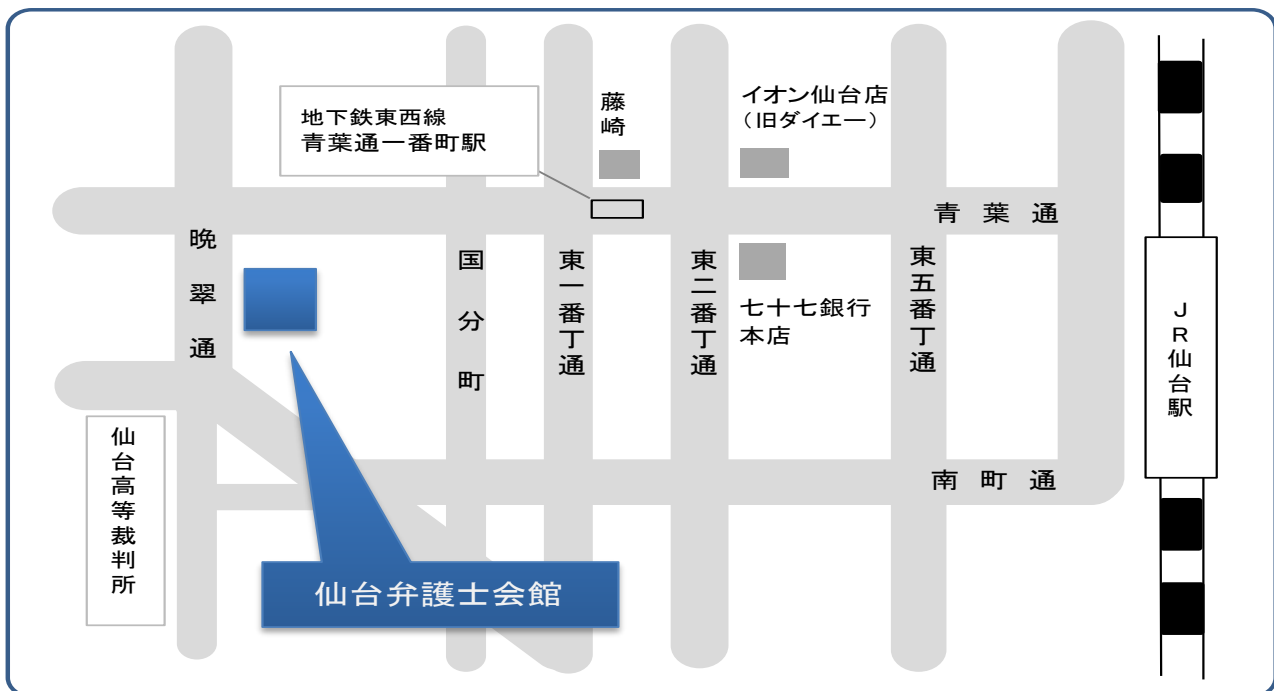 地下鉄東西線
青葉通一番町駅
藤崎
イオン仙台店
（旧ダイエー）
青葉通
晩翠通
国分町
東一番丁通
東二番丁通
七十七銀行
本店
東五番丁通
JR仙台駅
仙台高等裁判所
南町通
仙台弁護士会館